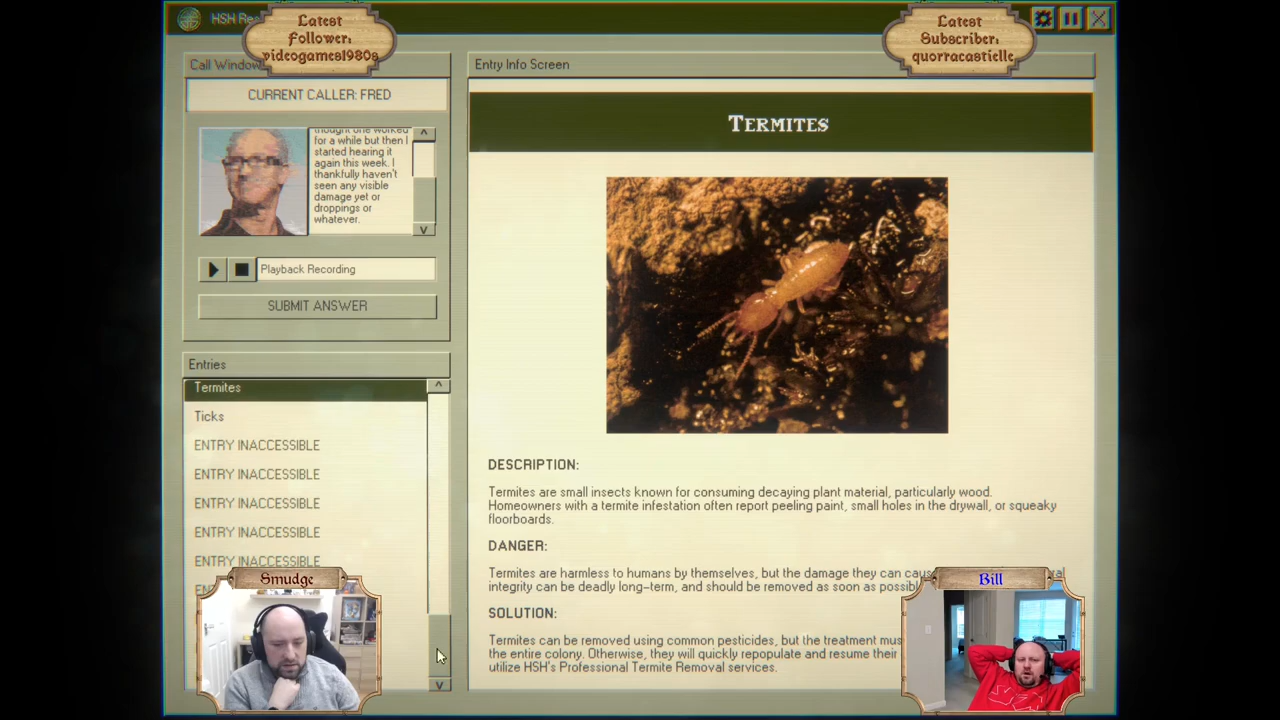 HSH Re
Latest
Follower:
videogames1980s
Latest
Subscriber:
quorracastielle
Call Window
CURRENT CALLER: FRED
thought one worked
for a while but then I
started hearing it
again this week. I
thankfully haven't
seen any visible
damage yet or
droppings or
whatever.
Playback Recording
SUBMIT ANSWER
Entries
Termites
Ticks
ENTRY INACCESSIBLE
ENTRY INACCESSIBLE
ENTRY INACCESSIBLE
ENTRY INACCESSIBLE
ENTRY INACCESSIBLE
Smudge
Entry Info Screen
TERMITES
DESCRIPTION:
Termites are small insects known for consuming decaying plant material, particularly wood.
Homeowners with a termite infestation often report peeling paint, small holes in the drywall, or squeaky
floorboards.
DANGER:
Termites are harmless to humans by themselves, but the damage they can
integrity can be deadly long-term, and should be removed as soon as
SOLUTION:
Termites can be removed using common pesticides, but the treatment
the entire colony. Otherwise, they will quickly repopulate and resume their
utilize HSH's Professional Termite Removal services.
Bill